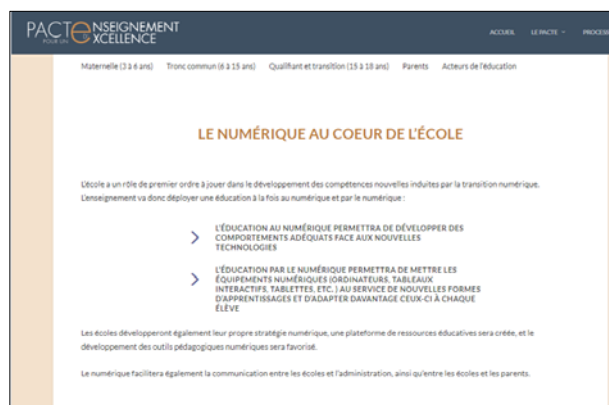 PACTe NSEIGNEMENT
POUR UN D' XCELLENCE
ACCUEIL LE PACTE PROCESS
Maternelle (3 à 6 ans) Tronc commun (6 à 15 ans) Qualifiant et transition (15 à 18 ans) Parents Acteurs de l'éducation
LE NUMÉRIQUE AU COEUR DE L'ÉCOLE
L'école a un rôle de premier ordre à jouer dans le développement des compétences nouvelles induites par la transition numérique.
L'enseignement va donc déployer une éducation à la fois au numérique et par le numérique :
L'ÉDUCATION AU NUMÉRIQUE PERMETTRA DE DÉVELOPPER DES
COMPORTEMENTS ADÉQUATS FACE AUX NOUVELLES
TECHNOLOGIES
L'ÉDUCATION PAR LE NUMÉRIQUE PERMETTRA DE METTRE LES
ÉQUIPEMENTS NUMÉRIQUES (ORDINATEURS, TABLEAUX
INTERACTIFS, TABLETTES, ETC. ) AU SERVICE DE NOUVELLES FORMES
D'APPRENTISSAGES ET D'ADAPTER DAVANTAGE CEUX-CI À CHAQUE
ÉLÈVE
Les écoles développeront également leur propre stratégie numérique, une plateforme de ressources éducatives sera créée, et le
développement des outils pédagogiques numériques sera favorisé.
Le numérique facilitera également la communication entre les écoles et l'administration, ainsi qu'entre les écoles et les parents.